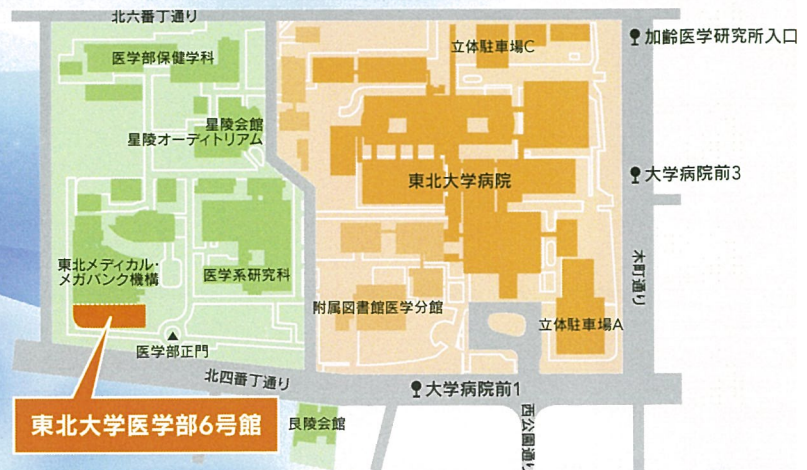 北六番丁通り
医学部保健学科
立体駐車場C
加齢医学研究所入口
星陵会館
星陵オーディトリアム
東北大学病院
大学病院前3
東北メディカル・
メガバンク機構
医学系研究科
木町通り
附属図書館医学分館
立体駐車場A
医学部正門
北四番丁通り
大学病院前1
東北大学医学部6号館
艮陵会館
西公園通り